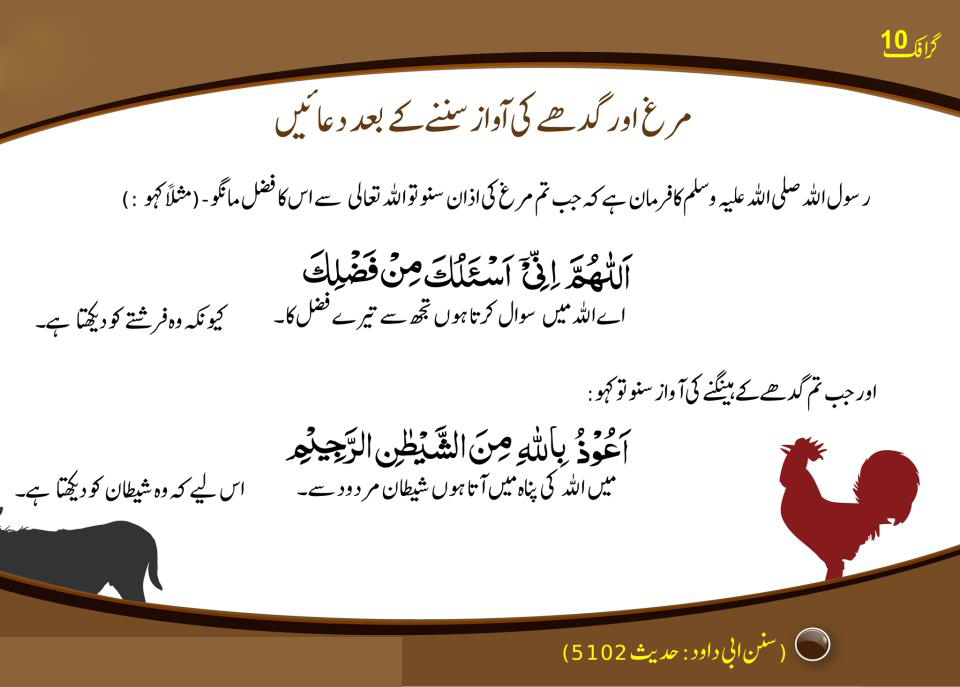 گرافک 10
مرغ اور گدھے کی آواز سننے کے بعد دعائیں
رسول اللہ صلی اللہ علیہ وسلم کا فرمان ہے کہ جب تم مرغ کی اذان سنو تو اللہ تعالی سے اس کا فضل مانگو - (مثلاً کہو :)
اَللّٰهُمَّ اِنِّيْٓ اَسْئَلُكَ مِنْ فَضْلِكَ
اے اللہ میں سوال کرتا ہوں تجھ سے تیرے فضل کا۔ کیونکہ وہ فرشتے کو دیکھتا ہے۔
اور جب تم گدھے کے ہینگنے کی آواز سنو تو کہو:
اَعُوْذُ بِاللّٰهِ مِنَ الشَّيْطٰنِ الرَّجِيْمِ
میں اللہ کی پناہ میں آتا ہوں شیطان مردود سے۔ اس لیے کہ وہ شیطان کو دیکھتا ہے۔
(سنن ابی داود: حدیث 5102)